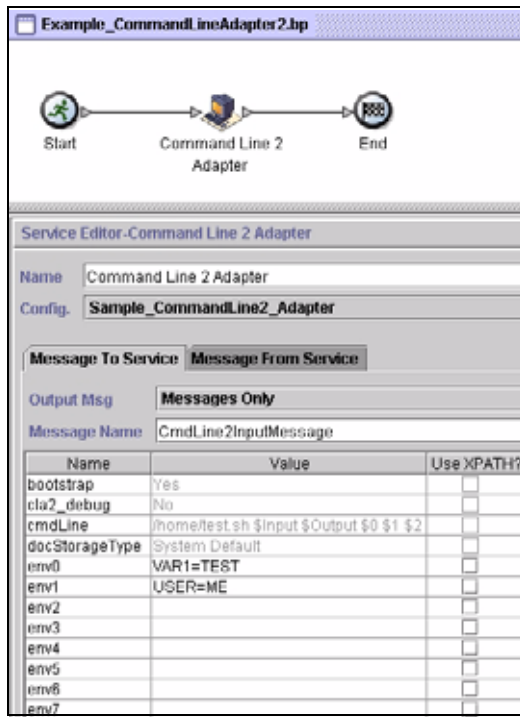 Example_CommandLineAdapter2.bp
Start
Command Line 2
Adapter
End
Service Editor-Command Line 2 Adapter
Name Command Line 2 Adapter
Config. Sample_CommandLine2_Adapter
Message To Service Message From Service
Output Msg Messages Only
Message Name CmdLine2InputMessage
Name Value Use XPATH?
bootstrap Yes
cla2_debug No
cmdLine /home/test.sh $Input $Output $0 $1 $2
docStorageType System Default
env0 VAR1=TEST
env1 USER=ME
env2
env3
env4
env5
env6
env7